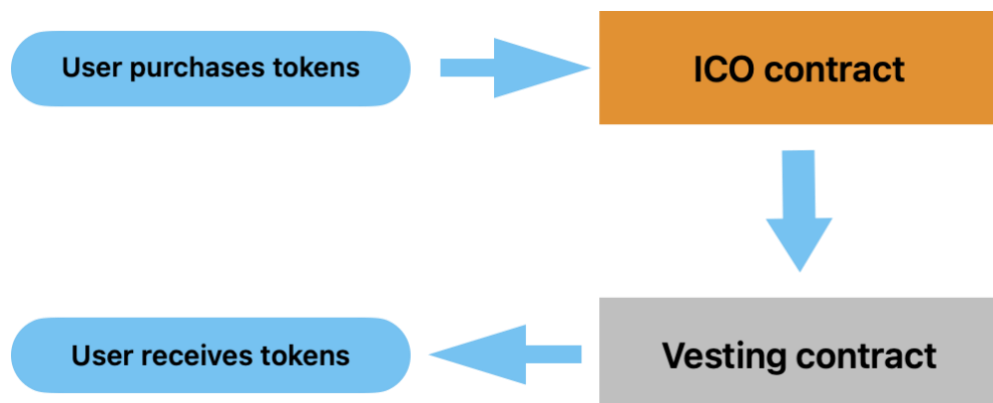 User purchases tokens
ICO contract
User receives tokens
Vesting contract